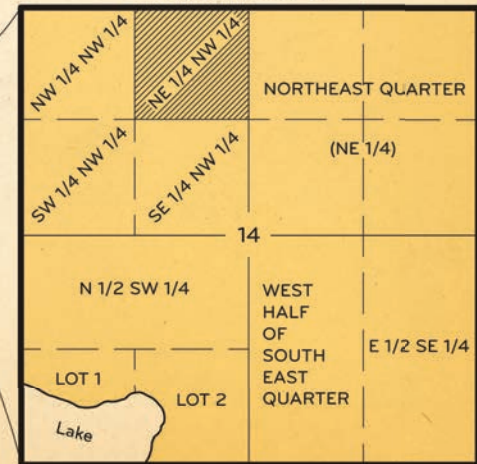 NW 1/4 NW 1/4
NE 1/4 NW 1/4
NORTHEAST QUARTER
SW 1/4 NW 1/4
SE 1/4 NW 1/4
(NE 1/4)
14
N 1/2 SW 1/4
WEST
HALF
OF
SOUTH
EAST
QUARTER
E 1/2 SE 1/4
LOT 1
LOT 2
Lake